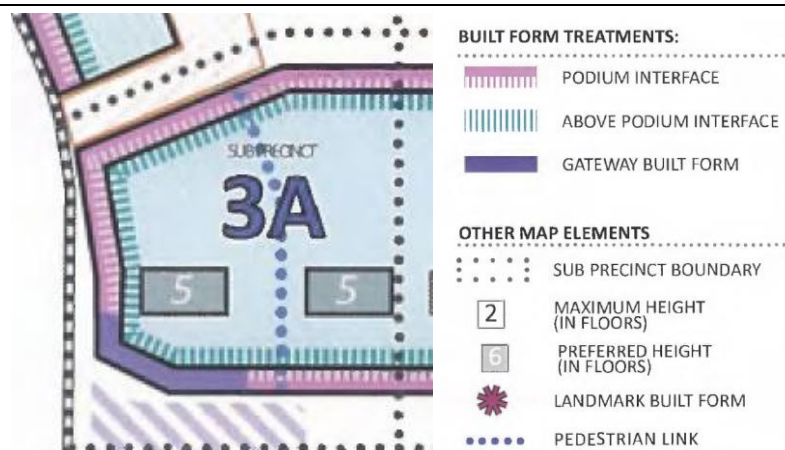 SUB PRECINCT
3A
5
5
BUILT FORM TREATMENTS:
PODIUM INTERFACE
ABOVE PODIUM INTERFACE
GATEWAY BUILT FORM
OTHER MAP ELEMENTS
SUB PRECINCT BOUNDARY
2
MAXIMUM HEIGHT
(IN FLOORS)
6
PREFERRED HEIGHT
(IN FLOORS)
LANDMARK BUILT FORM
PEDESTRIAN LINK